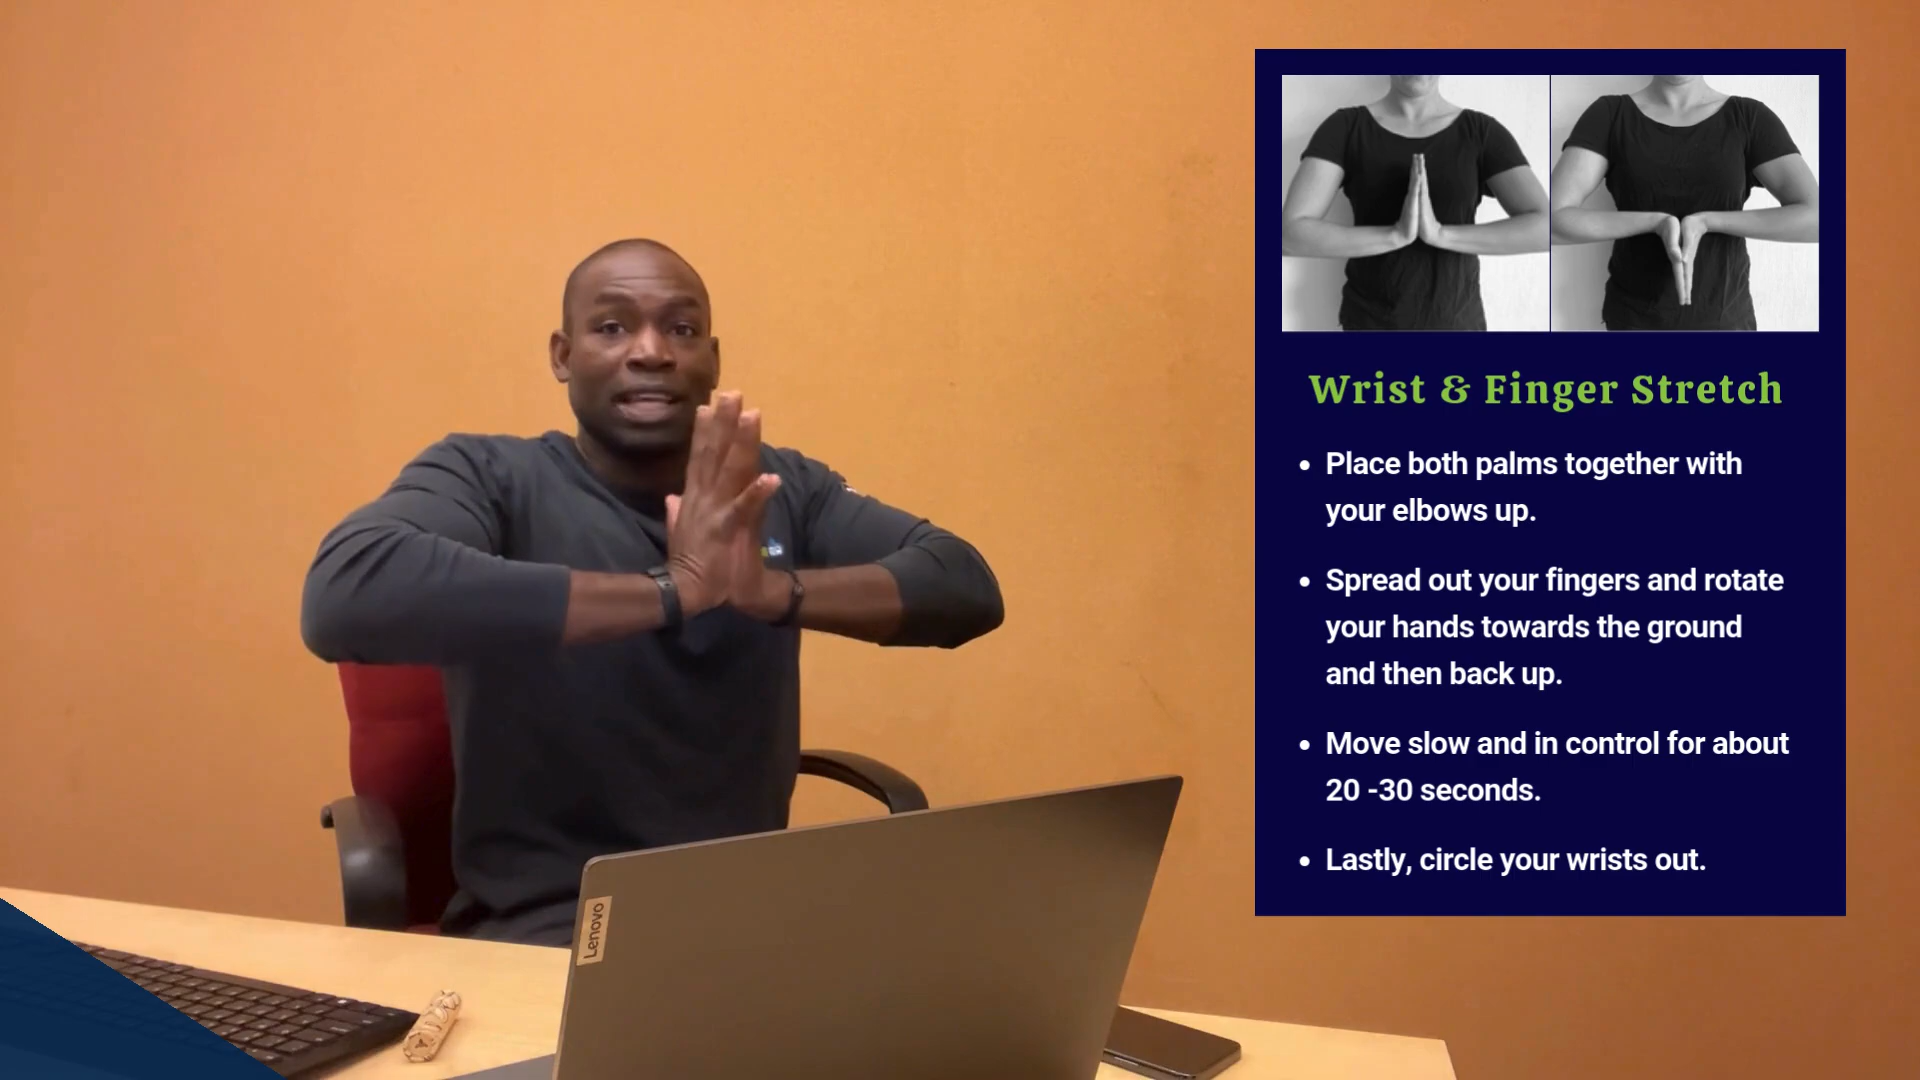 Wrist & Finger Stretch
• Place both palms together with
your elbows up.
• Spread out your fingers and rotate
your hands towards the ground
and then back up.
• Move slow and in control for about
20 -30 seconds.
• Lastly, circle your wrists out.
Lenovo